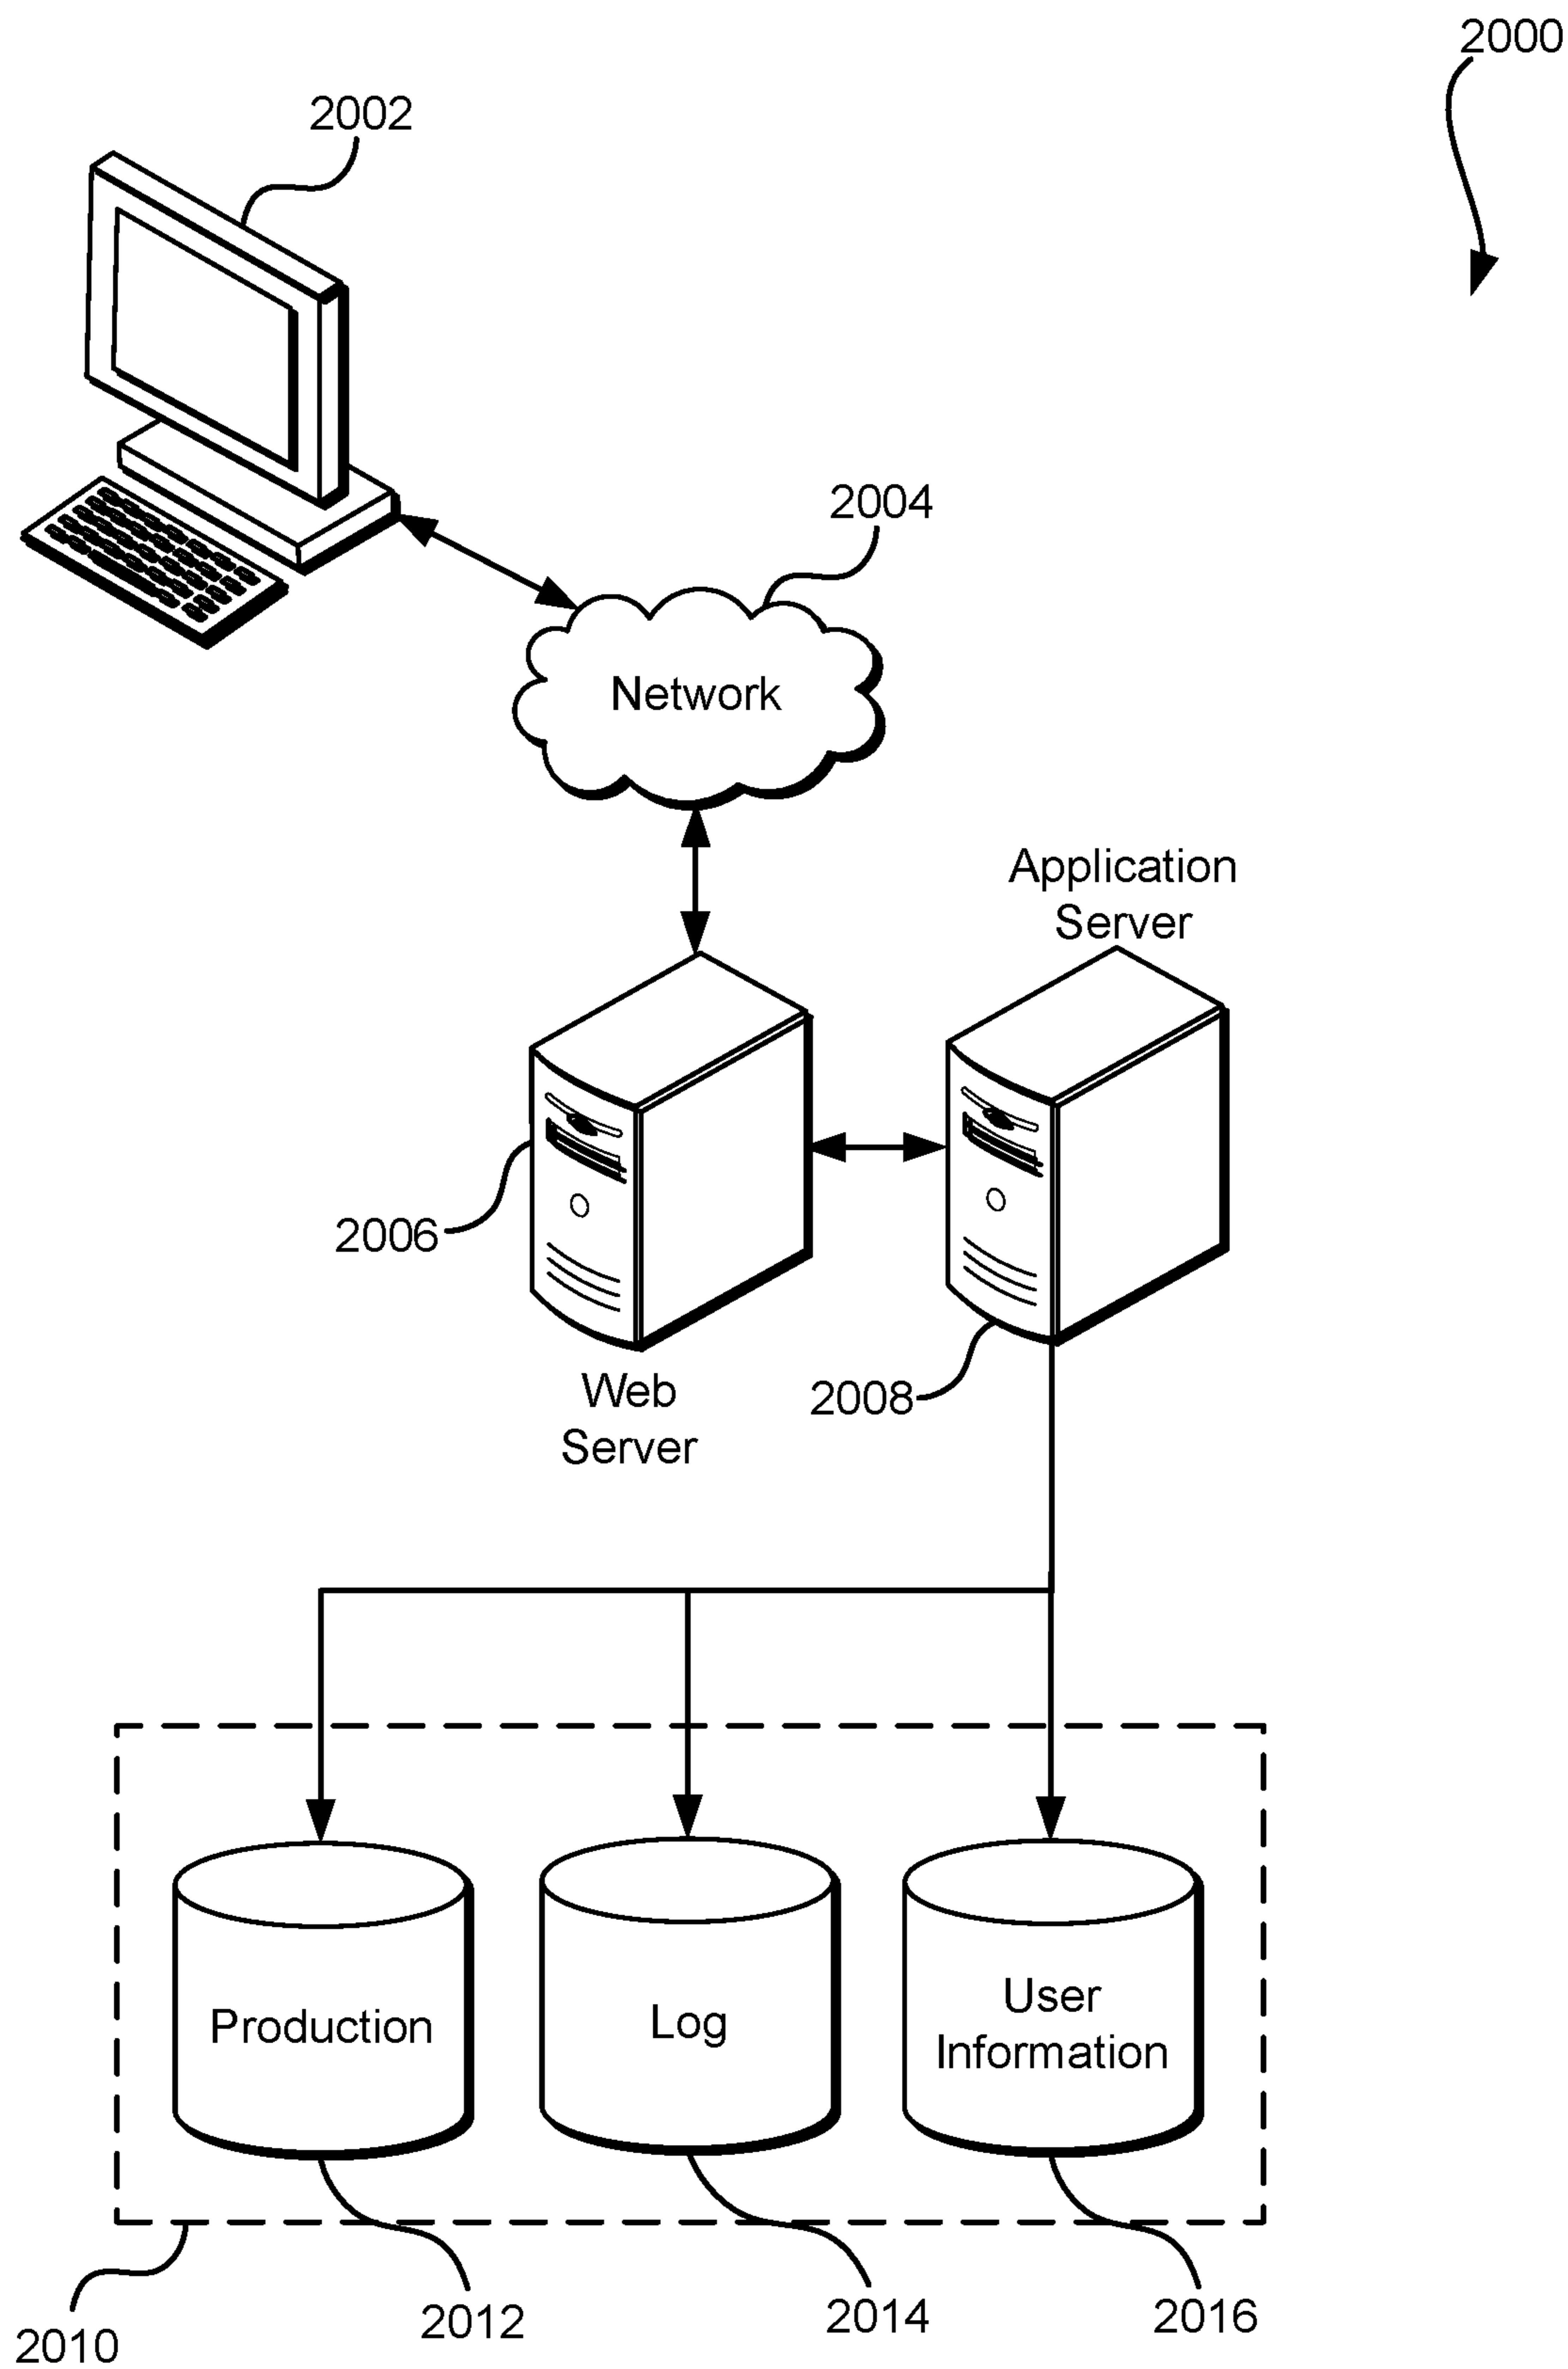 2000
2002
2004
Network
Application
Server
2006
2008
Web
Server
Production
Log
User
Information
2010
2012
2014
2016